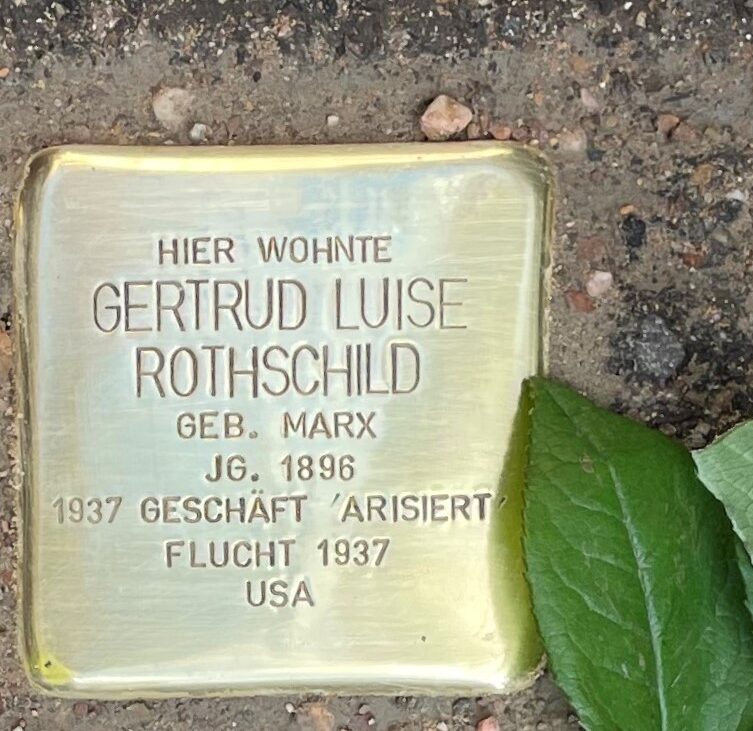 HIER WOHNTE
GERTRUD LUISE
ROTHSCHILD
GEB. MARX
JG. 1896
1937 GESCHÄFT 'ARISIERT'
FLUCHT 1937
USA